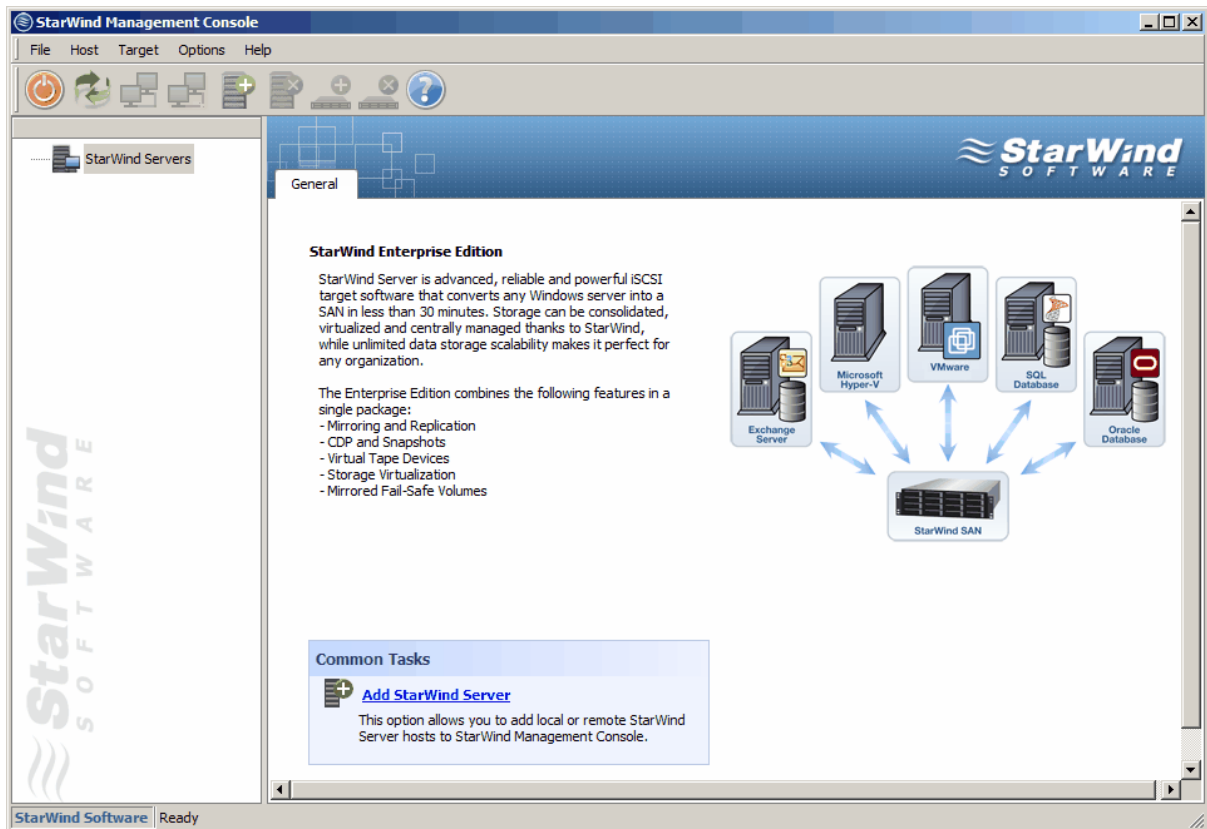 StarWind Management Console
File Host Target Options Help
StarWind Servers
StarWind
SOFTWARE
General
StarWind Enterprise Edition
StarWind Server is advanced, reliable and powerful iSCSI
target software that converts any Windows server into a
SAN in less than 30 minutes. Storage can be consolidated,
virtualized and centrally managed thanks to StarWind,
while unlimited data storage scalability makes it perfect for
any organization.
The Enterprise Edition combines the following features in a
single package:
- Mirroring and Replication
- CDP and Snapshots
- Virtual Tape Devices
- Storage Virtualization
- Mirrored Fail-Safe Volumes
Exchange
Server
Microsoft
Hyper-V
VMware
SQL
Database
Oracle
Database
StarWind SAN
Common Tasks
Add StarWind Server
This option allows you to add local or remote StarWind
Server hosts to StarWind Management Console.
StarWind
SOFTWARE
StarWind Software Ready